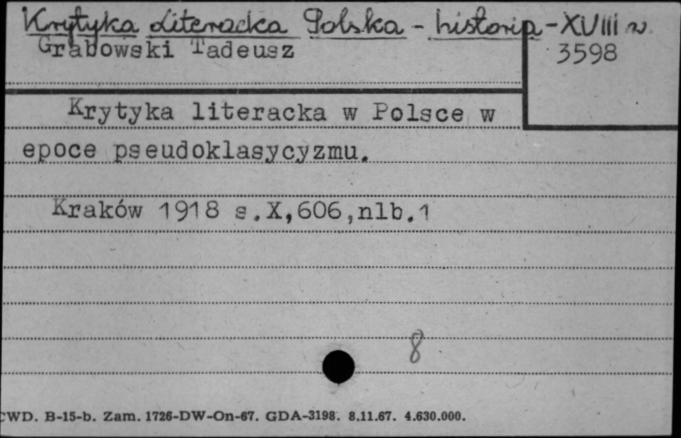 Krytyka Literacka Polska - historia - XVIII w.
Grabowski Tadeusz
3598
Krytyka literacka w Polsce w
epoce pseudoklasycyzmu.
Kraków 1918 s.X,606,nlb.1
8
CWD. B-15-b. Zam. 1726-DW-On-67. GDA-3198. 8.11.67. 4.630.000.